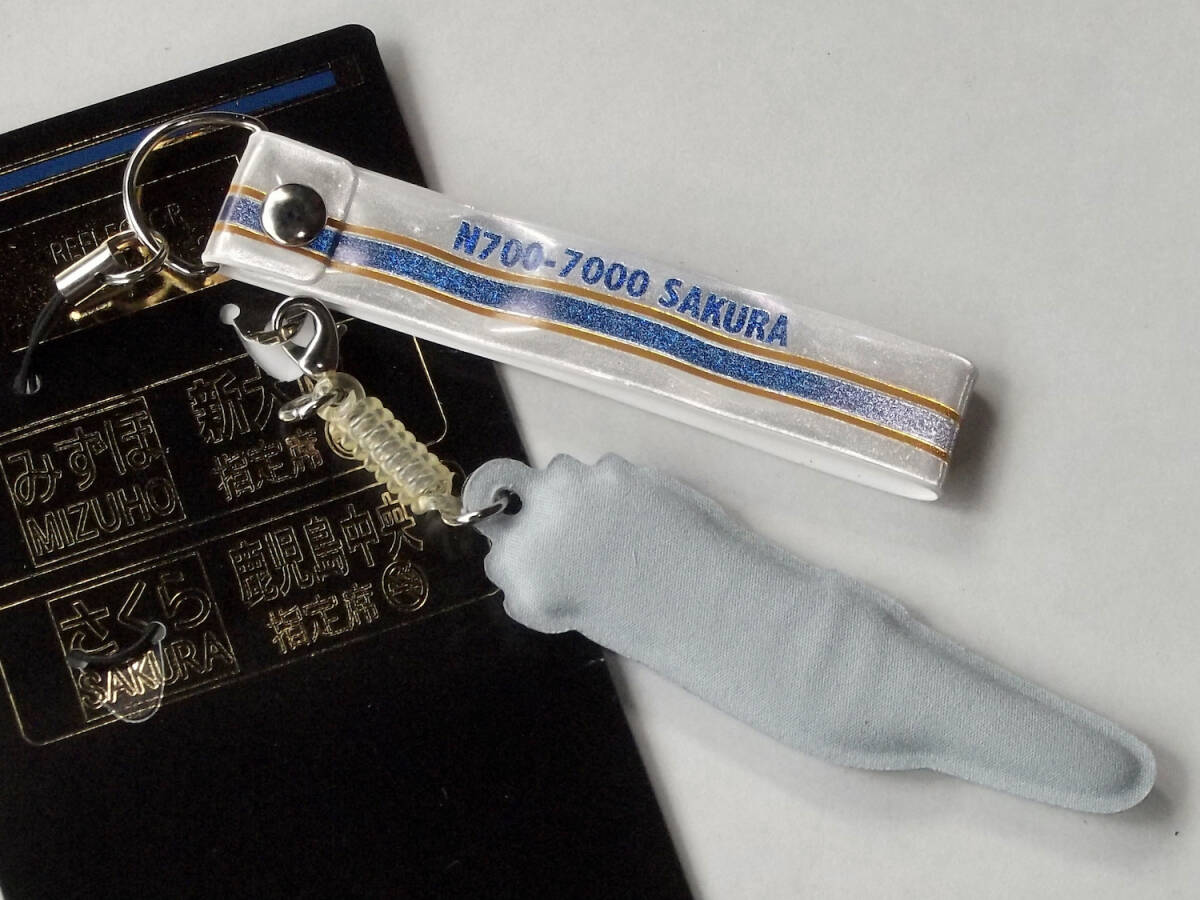 N700-7000 SAKURA
REFLECTOR
みずほ
MIZUHO
新大
指定席
さくら
SAKURA
鹿児島中央
指定席